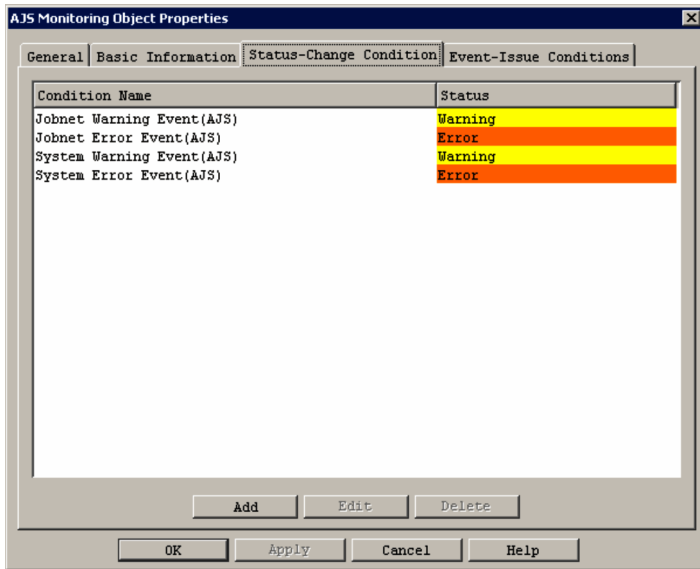 AJS Monitoring Object Properties
General Basic Information Status-Change Condition Event-Issue Conditions
Condition Name Status
Jobnet Warning Event(AJS) Warning
Jobnet Error Event(AJS) Error
System Warning Event(AJS) Warning
System Error Event(AJS) Error
Add Edit Delete
OK Apply Cancel Help